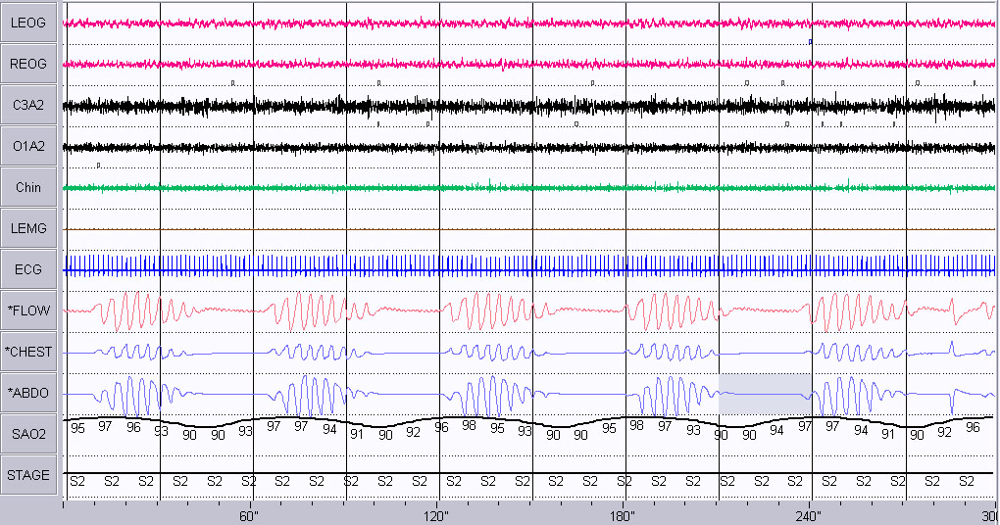 LEOG
REOG
C3A2
O1A2
Chin
LEMG
ECG
*FLOW
*CHEST
*ABDO
SAO2
95 97 96 93 90 90 93 97 97 94 91 90 92 96 98 95 93 90 90 95 98 97 93 90 90 94 97 97 94 91 90 92 96
STAGE
S2 S2 S2 S2 S2 S2 S2 S2 S2 S2 S2 S2 S2 S2 S2 S2 S2 S2 S2 S2 S2 S2 S2 S2 S2 S2 S2
60" 120" 180" 240" 300